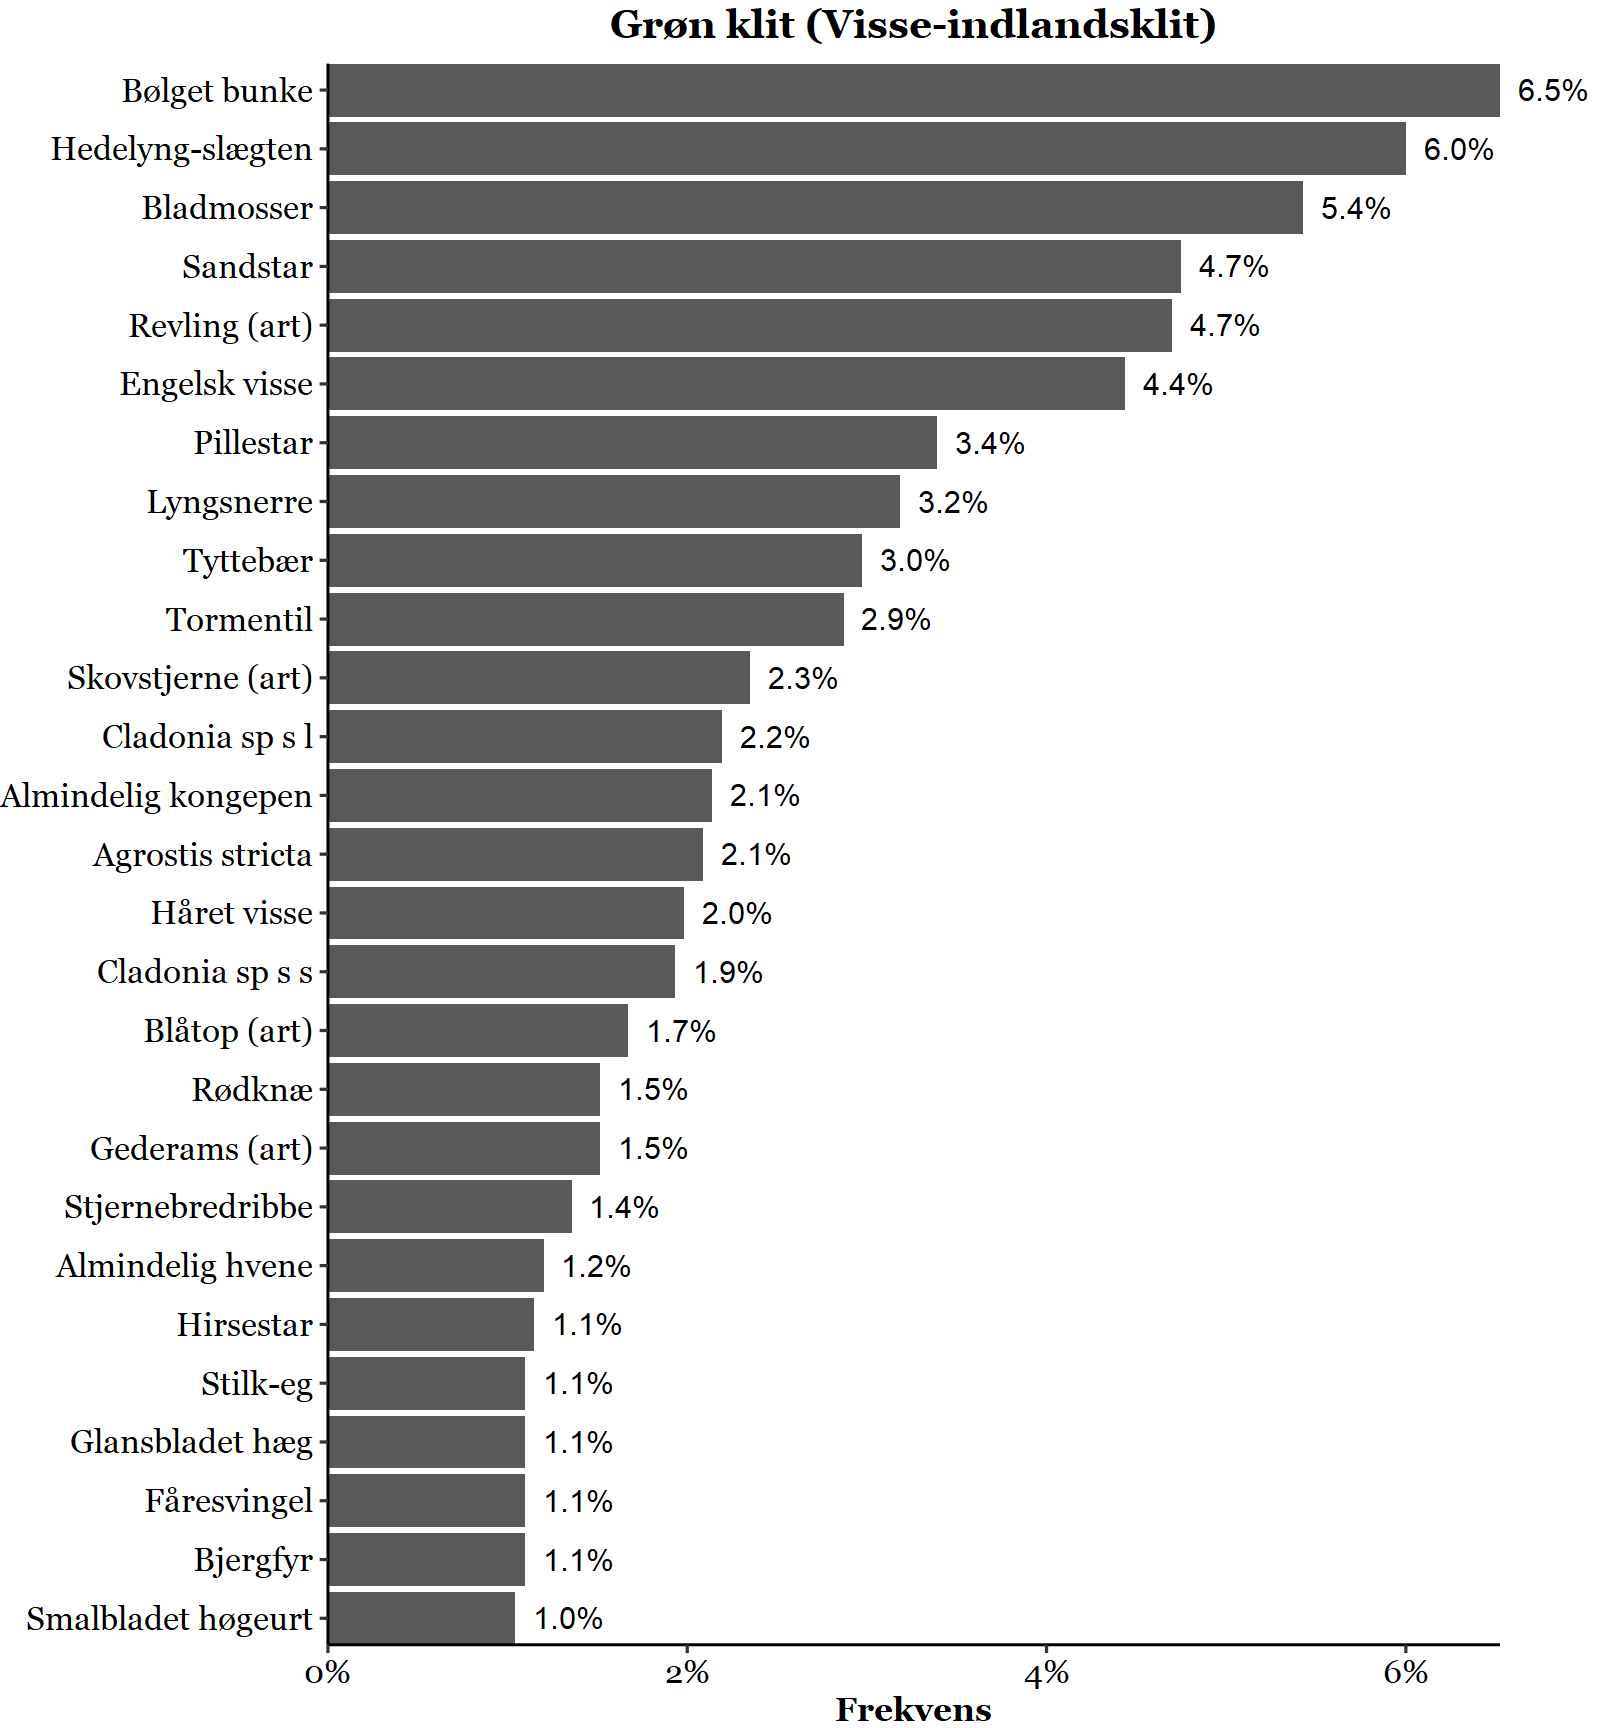 Grøn klit (Visse-indlandsklit)
Bølget bunke 6.5%
Hedelyng-slægten 6.0%
Bladmosser 5.4%
Sandstar 4.7%
Revling (art) 4.7%
Engelsk visse 4.4%
Pillestar 3.4%
Lyngsnerre 3.2%
Tyttebær 3.0%
Tormentil 2.9%
Skovstjerne (art) 2.3%
Cladonia sp s l 2.2%
Almindelig kongepen 2.1%
Agrostis stricta 2.1%
Håret visse 2.0%
Cladonia sp s s 1.9%
Blåtop (art) 1.7%
Rødknæ 1.5%
Gederams (art) 1.5%
Stjernebredribbe 1.4%
Almindelig hvene 1.2%
Hirsestar 1.1%
Stilk-eg 1.1%
Glansbladet hæg 1.1%
Fåresvingel 1.1%
Bjergfyr 1.1%
Smalbladet høgeurt 1.0%
0% 2% 4% 6%
Frekvens